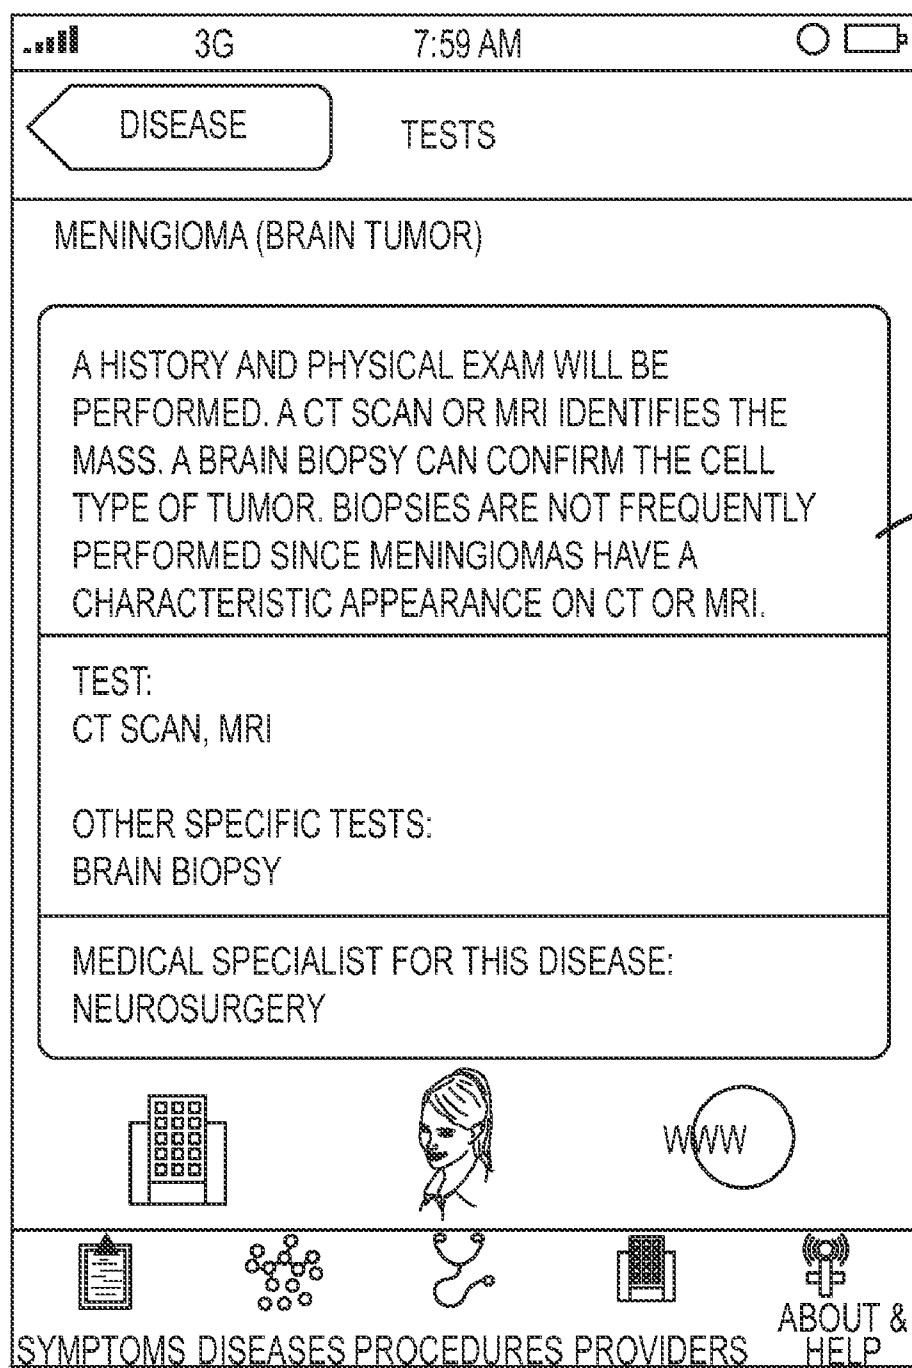 3G 7:59 AM
DISEASE TESTS
MENINGIOMA (BRAIN TUMOR)
A HISTORY AND PHYSICAL EXAM WILL BE
PERFORMED. A CT SCAN OR MRI IDENTIFIES THE
MASS. A BRAIN BIOPSY CAN CONFIRM THE CELL
TYPE OF TUMOR. BIOPSIES ARE NOT FREQUENTLY
PERFORMED SINCE MENINGIOMAS HAVE A
CHARACTERISTIC APPEARANCE ON CT OR MRI.
TEST:
CT SCAN, MRI
OTHER SPECIFIC TESTS:
BRAIN BIOPSY
MEDICAL SPECIALIST FOR THIS DISEASE:
NEUROSURGERY
WWW
SYMPTOMS DISEASES PROCEDURES PROVIDERS ABOUT &
HELP